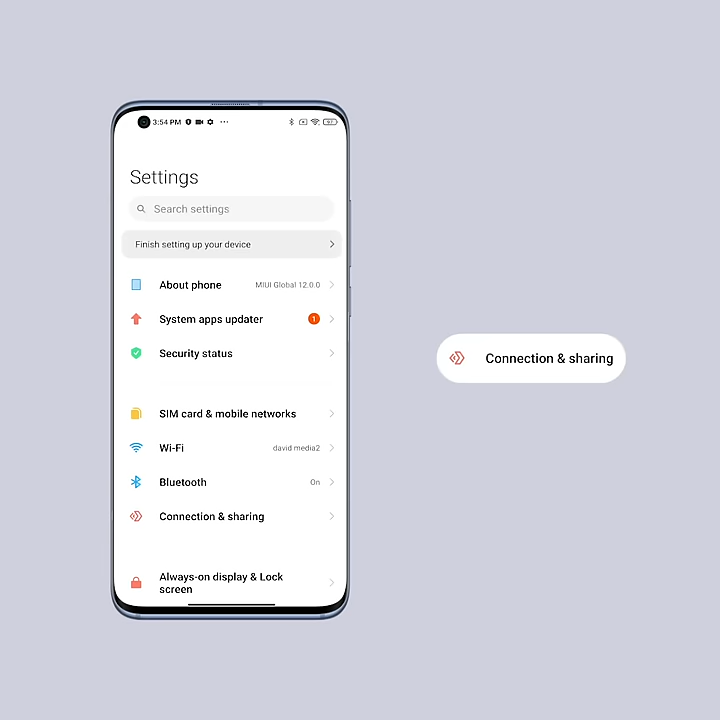 3:54 PM
97
Settings
Search settings
Finish setting up your device
About phone MIUI Global 12.0.0
System apps updater 1
Security status
SIM card & mobile networks
Wi-Fi david media2
Bluetooth On
Connection & sharing
Always-on display & Lock
screen
Connection & sharing